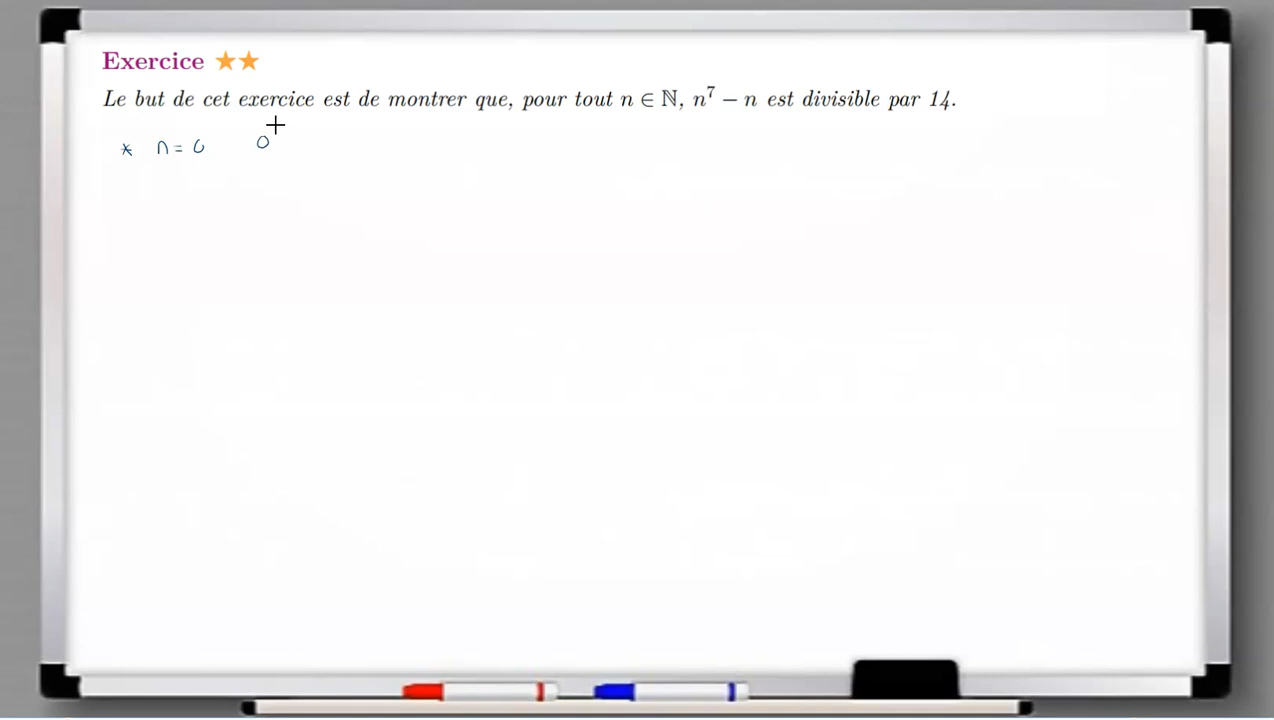 Exercice ★★
Le but de cet exercice est de montrer que, pour tout n ∈ ℕ, n⁷ − n est divisible par 14.
* n = 0 0